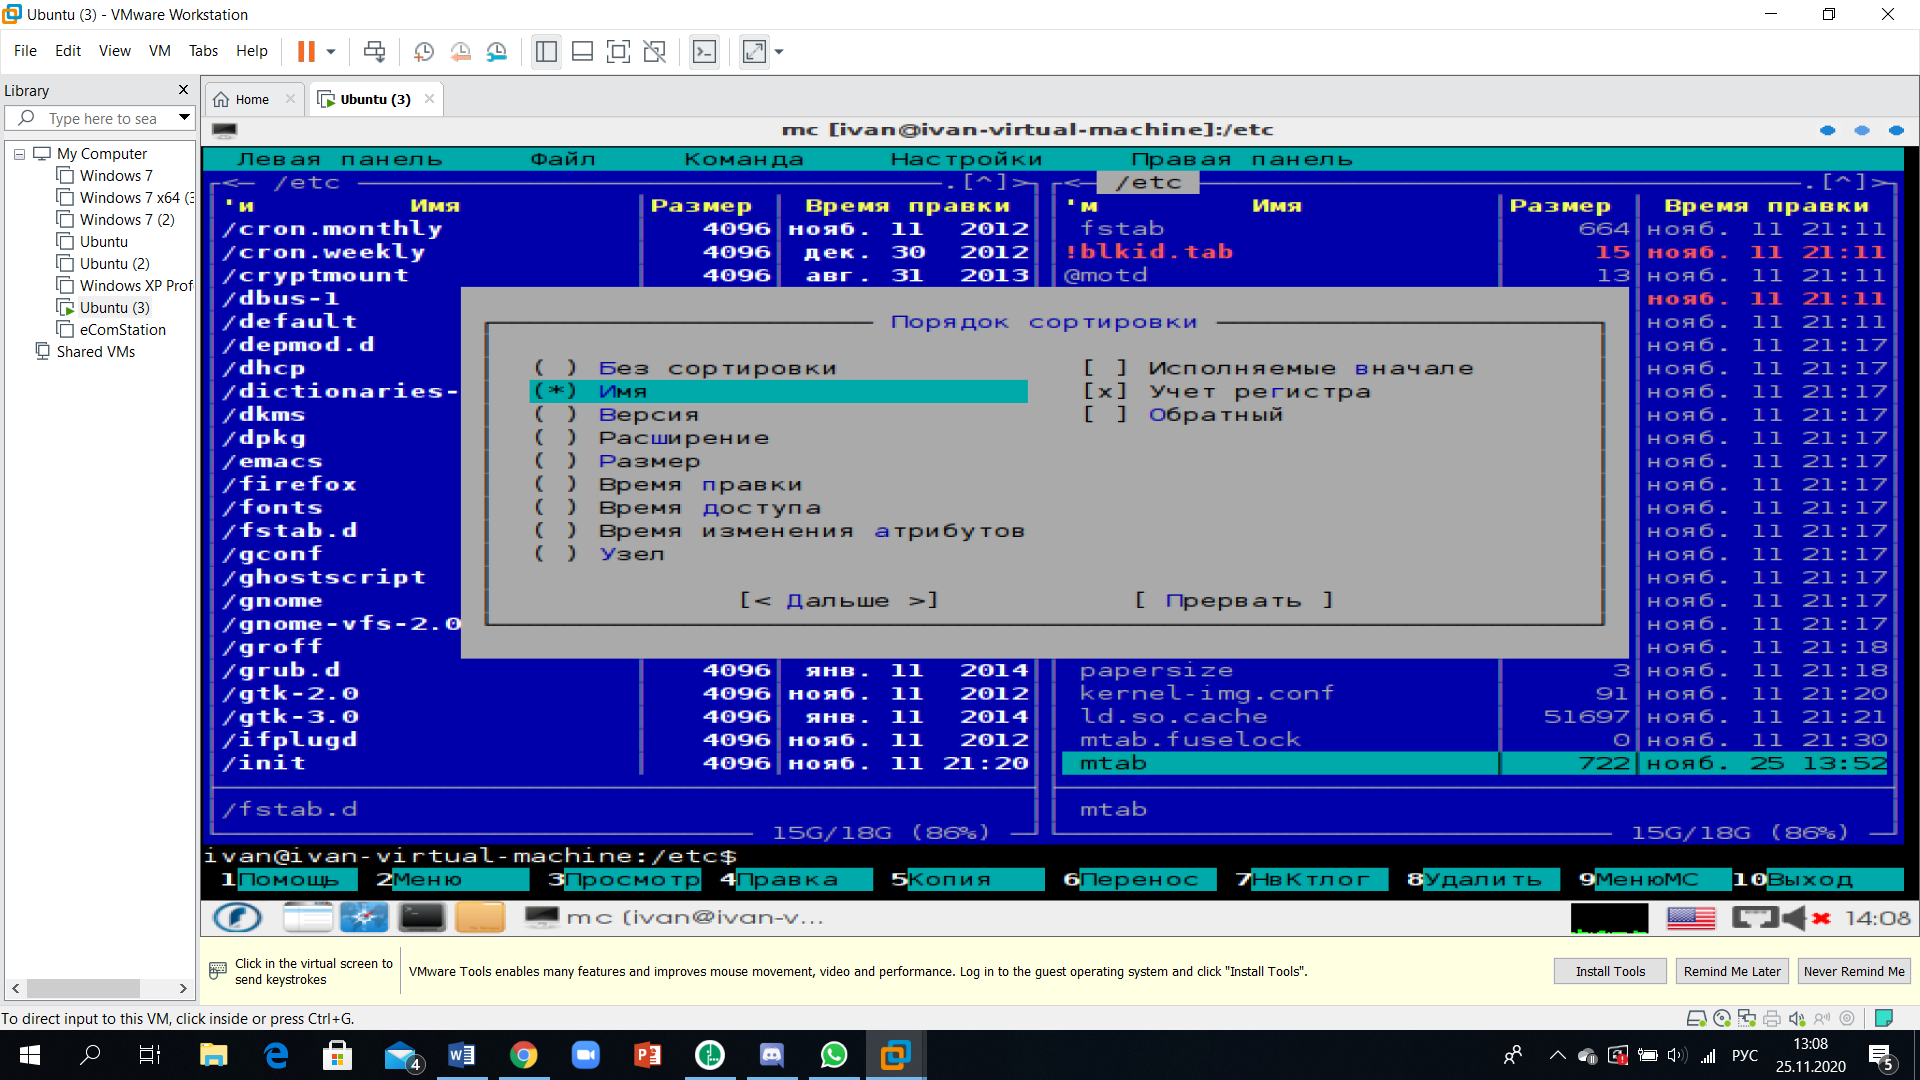 Ubuntu (3) - VMware Workstation
File Edit View VM Tabs Help
Library
Type here to sea
My Computer
Windows 7
Windows 7 x64 (3
Windows 7 (2)
Ubuntu
Ubuntu (2)
Windows XP Prof
Ubuntu (3)
eComStation
Shared VMs
Home Ubuntu (3)
mc [ivan@ivan-virtual-machine]:/etc
Левая панель Файл Команда Настройки Правая панель
<— /etc .[^]> <— /etc .[^]>
'и Имя Размер Время правки 'м Имя Размер Время правки
/cron.monthly 4096 нояб. 11 2012 fstab 664 нояб. 11 21:11
/cron.weekly 4096 дек. 30 2012 !blkid.tab 15 нояб. 11 21:11
/cryptmount 4096 авг. 31 2013 @motd 13 нояб. 11 21:11
/dbus-1 нояб. 11 21:11
/default нояб. 11 21:11
/depmod.d нояб. 11 21:17
/dhcp нояб. 11 21:17
/dictionaries- нояб. 11 21:17
/dkms нояб. 11 21:17
/dpkg нояб. 11 21:17
/emacs нояб. 11 21:17
/firefox нояб. 11 21:17
/fonts нояб. 11 21:17
/fstab.d нояб. 11 21:17
/gconf нояб. 11 21:17
/ghostscript нояб. 11 21:17
/gnome нояб. 11 21:17
/gnome-vfs-2.0 нояб. 11 21:17
/groff нояб. 11 21:18
/grub.d 4096 янв. 11 2014 papersize 3 нояб. 11 21:18
/gtk-2.0 4096 нояб. 11 2012 kernel-img.conf 91 нояб. 11 21:20
/gtk-3.0 4096 янв. 11 2014 ld.so.cache 51697 нояб. 11 21:21
/ifplugd 4096 нояб. 11 2012 mtab.fuselock 0 нояб. 11 21:30
/init 4096 нояб. 11 21:20 mtab 722 нояб. 25 13:52
/fstab.d mtab
15G/18G (86%) 15G/18G (86%)
Порядок сортировки
( ) Без сортировки [ ] Исполняемые вначале
(*) Имя [x] Учет регистра
( ) Версия [ ] Обратный
( ) Расширение
( ) Размер
( ) Время правки
( ) Время доступа
( ) Время изменения атрибутов
( ) Узел
[< Дальше >] [ Прервать ]
ivan@ivan-virtual-machine:/etc$
1Помощь 2Меню 3Просмотр 4Правка 5Копия 6Перенос 7НвКтлог 8Удалить 9МенюМС 10Выход
mc (ivan@ivan-v... 14:08
Click in the virtual screen to
send keystrokes
VMware Tools enables many features and improves mouse movement, video and performance. Log in to the guest operating system and click "Install Tools".
Install Tools Remind Me Later Never Remind Me
To direct input to this VM, click inside or press Ctrl+G.
4 РУС 13:08
25.11.2020 5